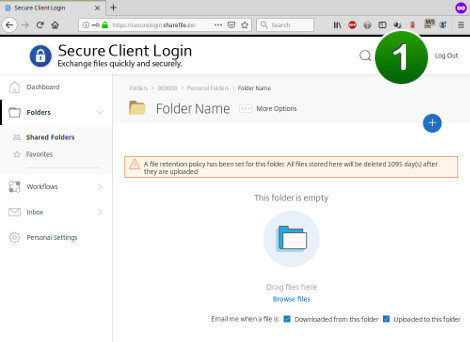 Secure Client Login
https://securelogin.sharefile.co
Search
Secure Client Login
Exchange files quickly and securely.
1
Log Out
Dashboard
Folders
Shared Folders
Favorites
Workflows
Inbox
Personal Settings
Folders > 000000 > Personal Folders > Folder Name
Folder Name
More Options
A file retention policy has been set for this folder. All files stored here will be deleted 1095 day(s) after
they are uploaded
This folder is empty
Drag files here
Browse files
Email me when a file is: Downloaded from this folder Uploaded to this folder